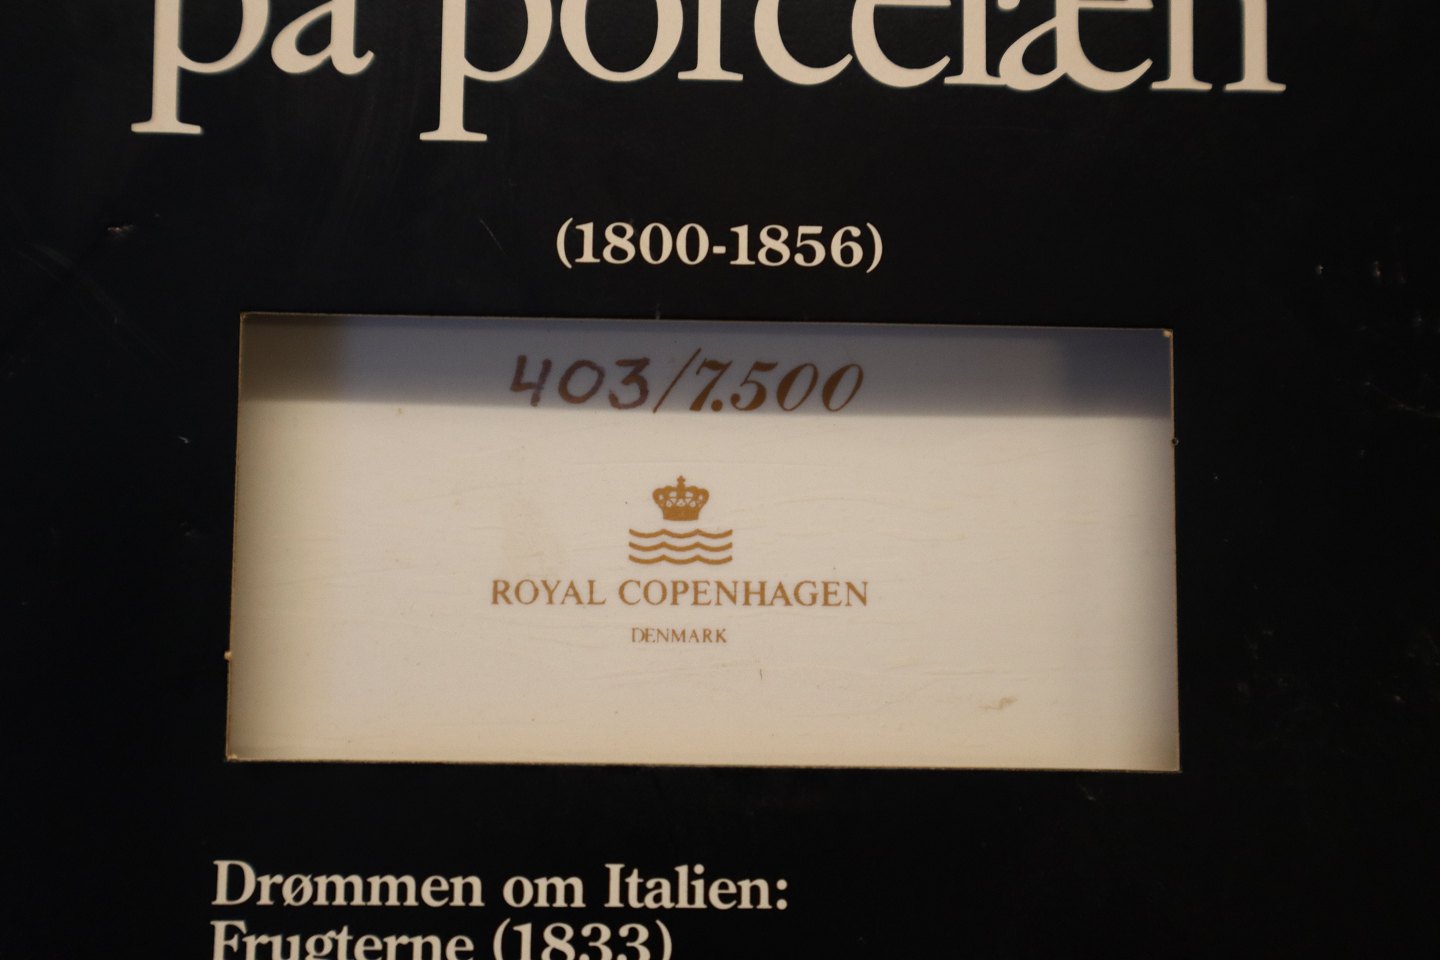 på porcelæn
(1800-1856)
403/7.500
ROYAL COPENHAGEN
DENMARK
Drømmen om Italien:
Frugterne (1833)